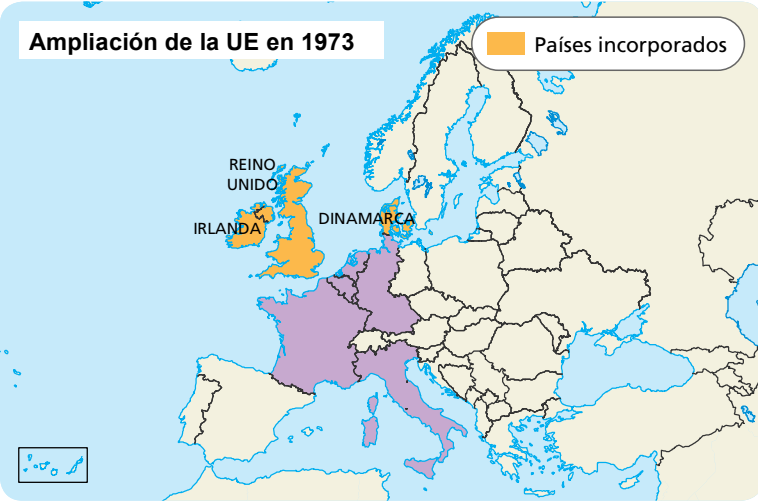 Ampliación de la UE en 1973
Países incorporados
REINO
UNIDO
IRLANDA
DINAMARCA